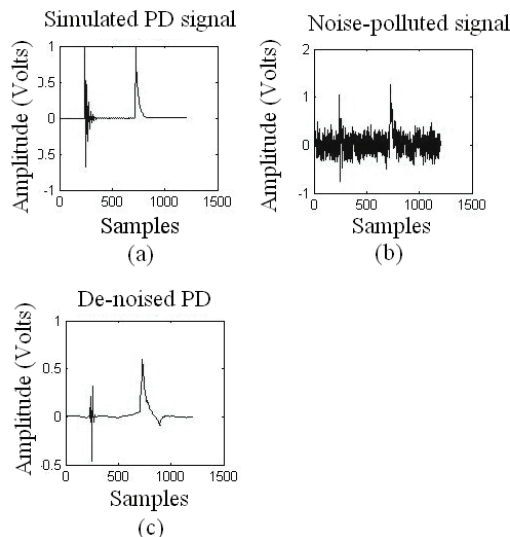 Simulated PD signal
Amplitude (Volts)
1
0.5
0
0.5
-1
0 500 1000 1500
Samples
(a)
Noise-polluted signal
Amplitude (Volts)
2
1
0
-1
0 500 1000 1500
Samples
(b)
De-noised PD
Amplitude (Volts)
1
0.5
0
-0.5
0 500 1000 1500
Samples
(c)